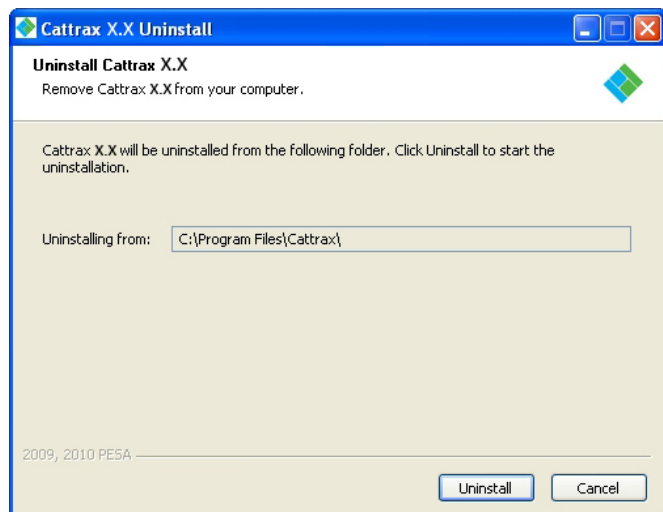 Cattrax X.X Uninstall
Uninstall Cattrax X.X
Remove Cattrax X.X from your computer.
Cattrax X.X will be uninstalled from the following folder. Click Uninstall to start the
uninstallation.
Uninstalling from: C:\Program Files\Cattrax\
2009, 2010 PESA
Uninstall Cancel